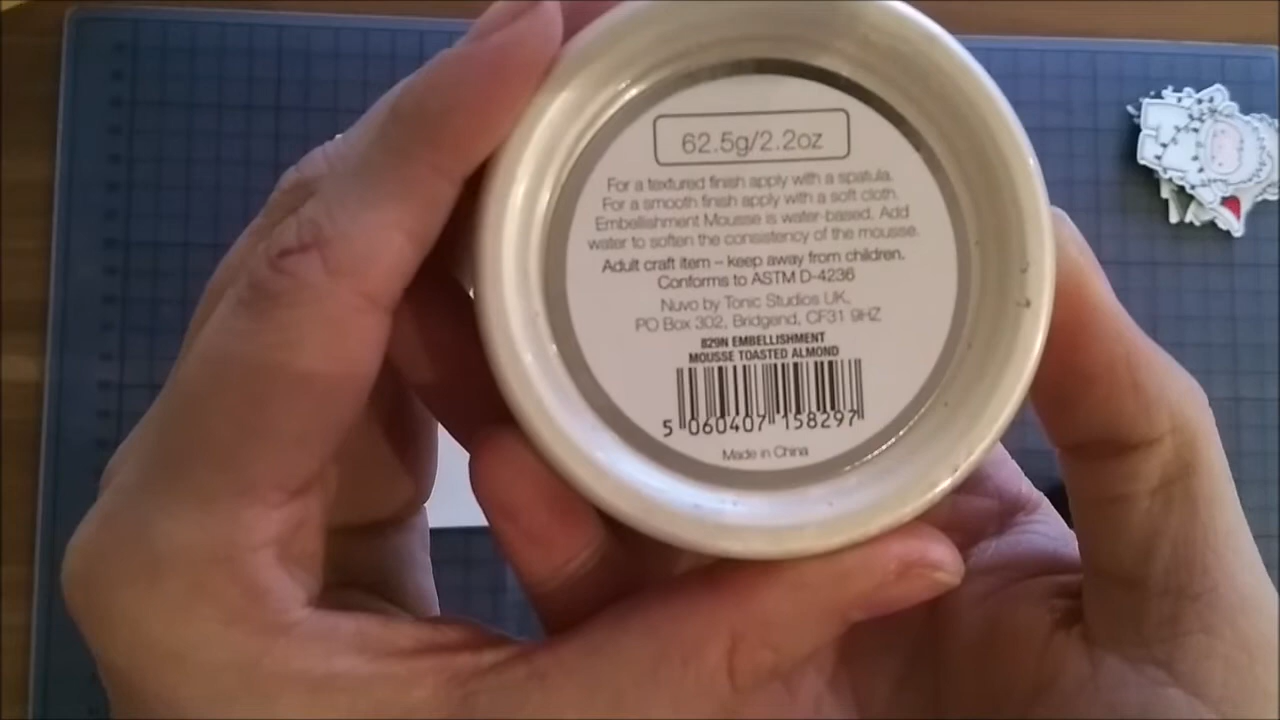 62.5g/2.2oz
For a textured finish apply with a spatula.
For a smooth finish apply with a soft cloth.
Embellishment Mousse is water-based. Add
water to soften the consistency of the mousse.
Adult craft item – keep away from children.
Conforms to ASTM D-4236
Nuvo by Tonic Studios UK,
PO Box 302, Bridgend, CF31 9HZ
829N EMBELLISHMENT
MOUSSE TOASTED ALMOND
5 060407 158297
Made in China